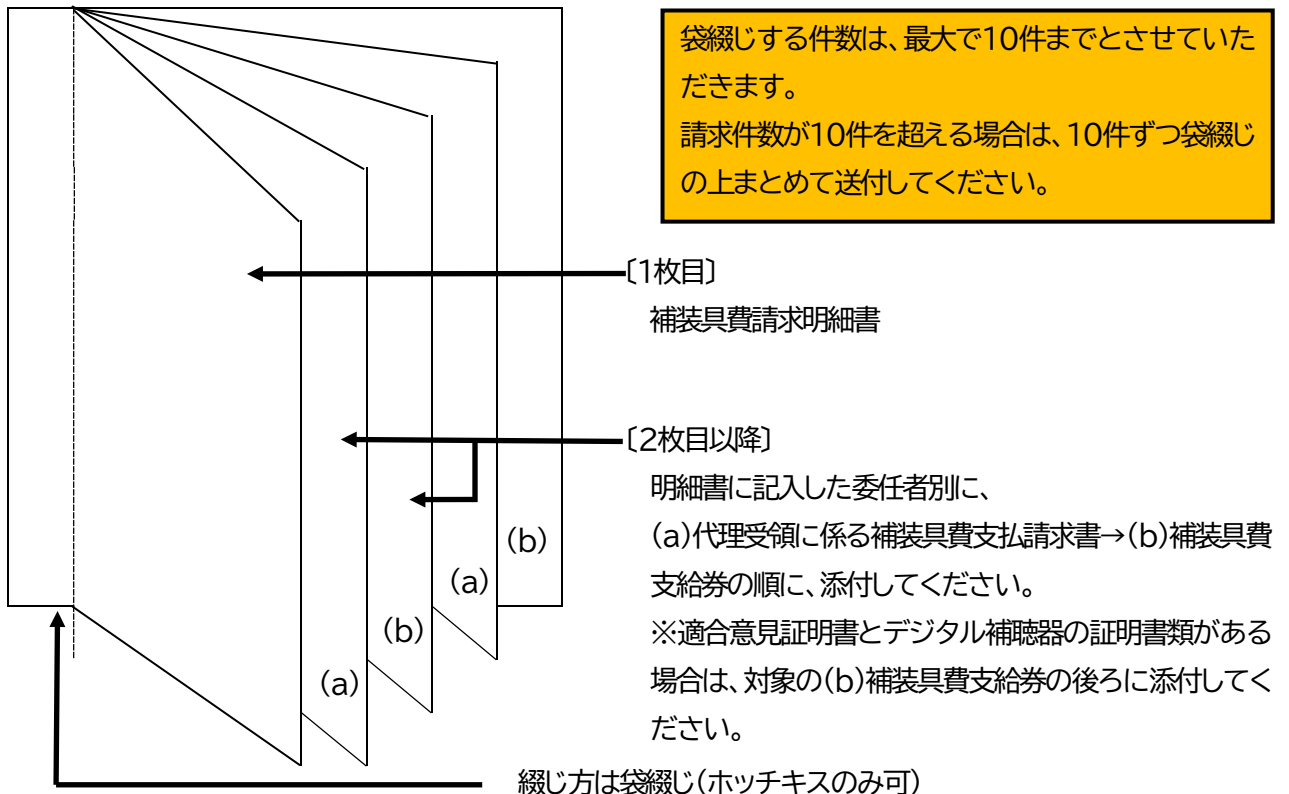 袋綴じする件数は、最大で10件までとさせていた
だきます。
請求件数が10件を超える場合は、10件ずつ袋綴じ
の上まとめて送付してください。
〔1枚目〕
補装具費請求明細書
〔2枚目以降〕
明細書に記入した委任者別に、
(a)代理受領に係る補装具費支払請求書→(b)補装具費
支給券の順に、添付してください。
※適合意見証明書とデジタル補聴器の証明書類がある
場合は、対象の(b)補装具費支給券の後ろに添付してく
ださい。
(b)
(a)
(b)
(a)
綴じ方は袋綴じ(ホッチキスのみ可)